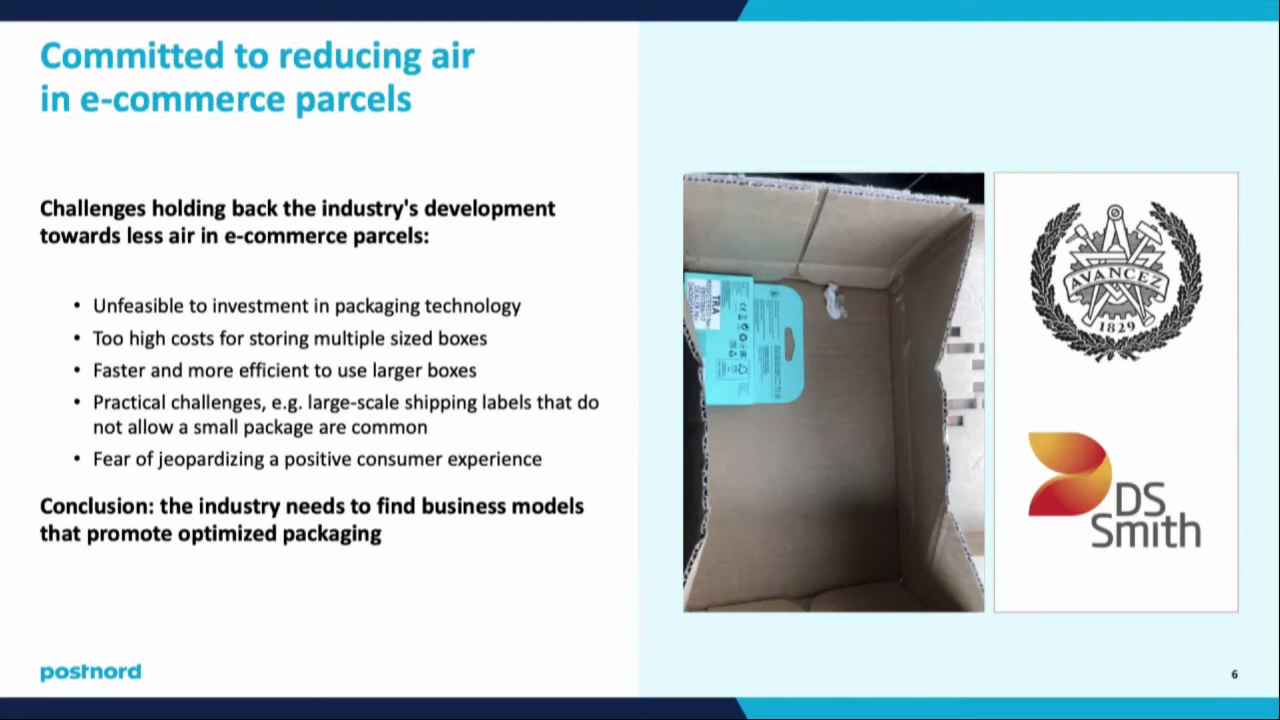 Committed to reducing air
in e-commerce parcels
Challenges holding back the industry's development
towards less air in e-commerce parcels:
• Unfeasible to investment in packaging technology
• Too high costs for storing multiple sized boxes
• Faster and more efficient to use larger boxes
• Practical challenges, e.g. large-scale shipping labels that do
not allow a small package are common
• Fear of jeopardizing a positive consumer experience
Conclusion: the industry needs to find business models
that promote optimized packaging
TRA
AVANCEZ
1829
DS
Smith
postnord
6